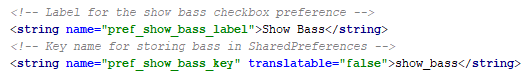 <!-- Label for the show bass checkbox preference -->
<string name="pref_show_bass_label">Show Bass</string>
<!-- Key name for storing bass in SharedPreferences -->
<string name="pref_show_bass_key" translatable="false">show_bass</string>